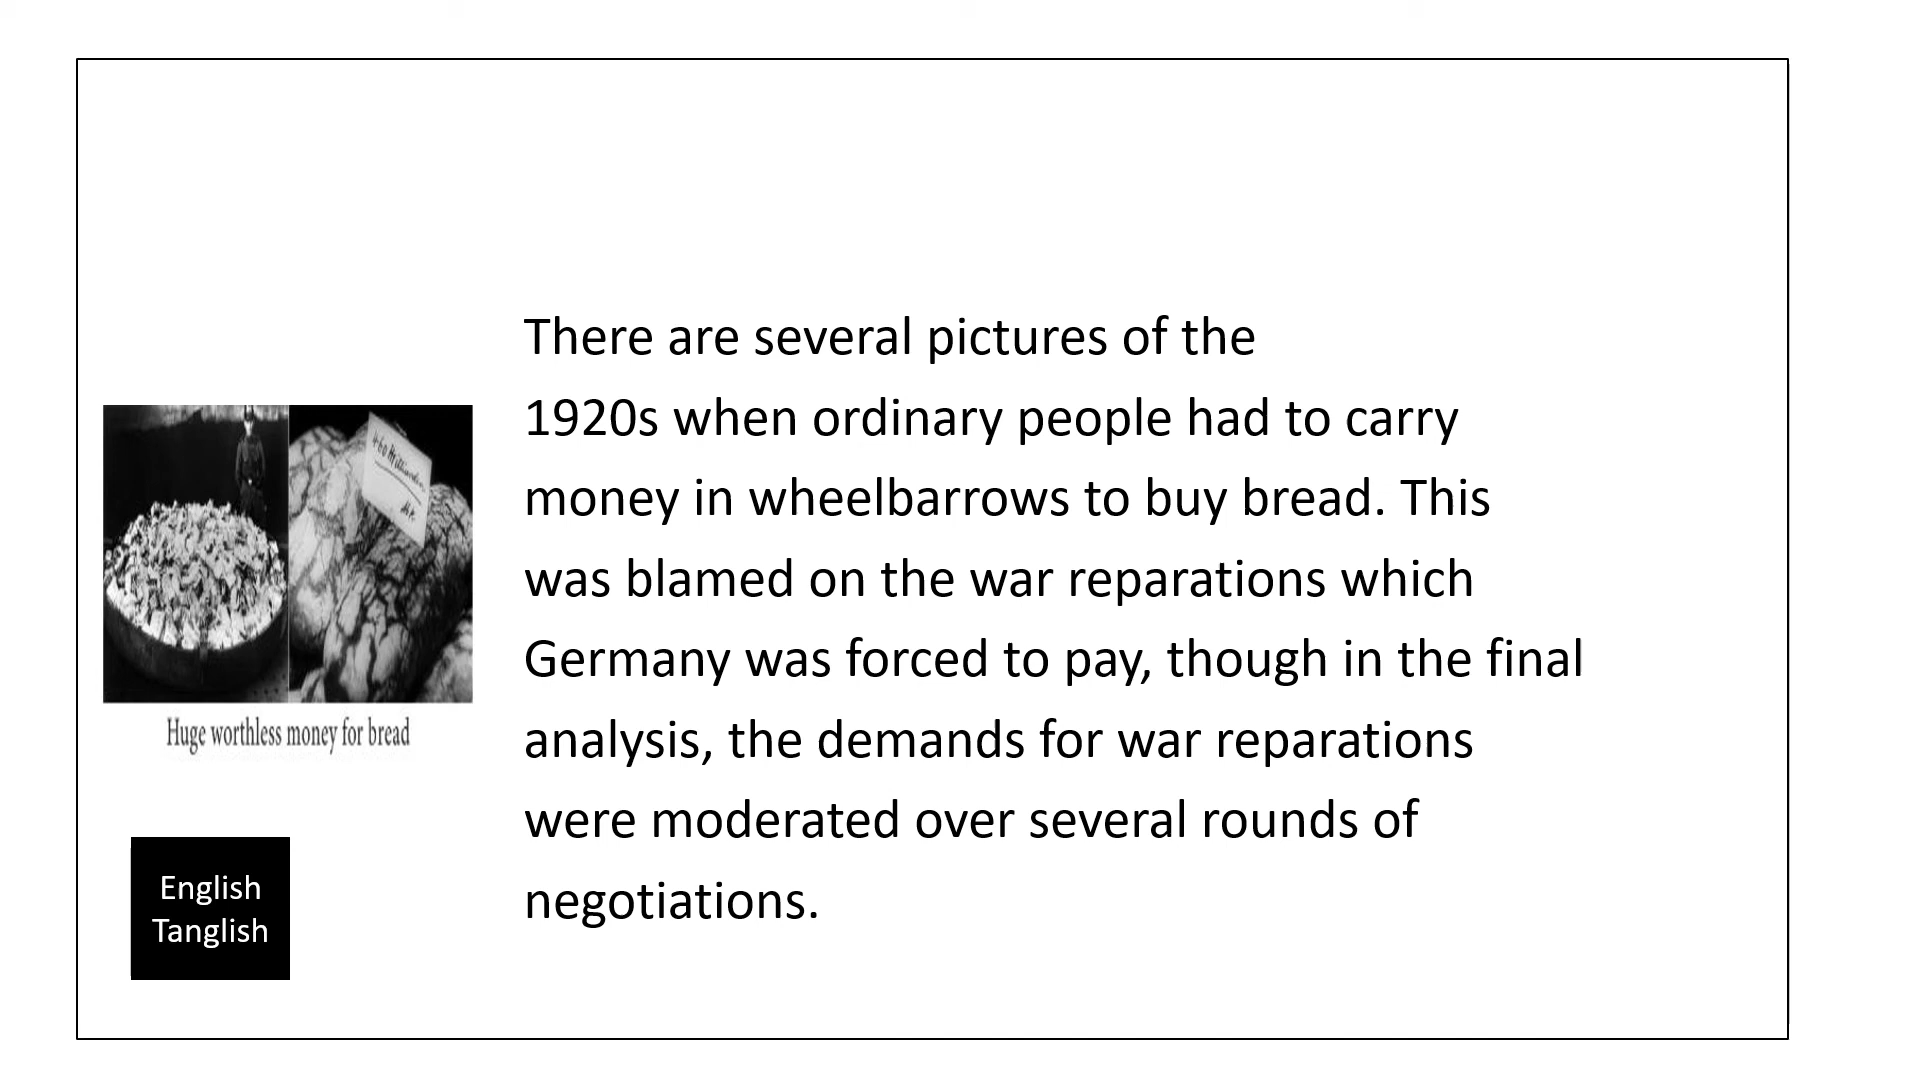 There are several pictures of the
1920s when ordinary people had to carry
money in wheelbarrows to buy bread. This
was blamed on the war reparations which
Germany was forced to pay, though in the final
analysis, the demands for war reparations
were moderated over several rounds of
negotiations.
Huge worthless money for bread
English
Tanglish